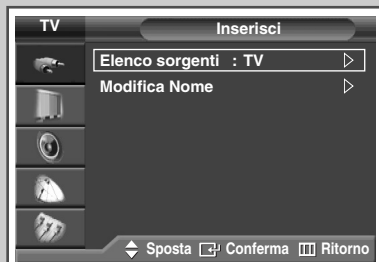 TV
Inserisci
Elenco sorgenti : TV
Modifica Nome
Sposta Conferma Ritorno